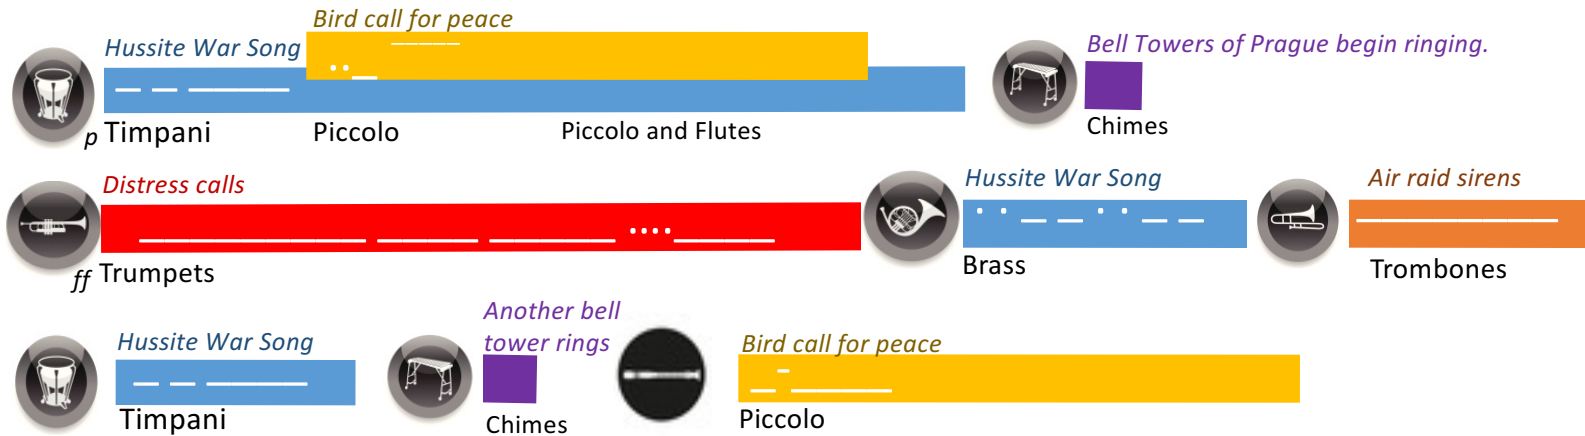 Bird call for peace
Hussite War Song
Bell Towers of Prague begin ringing.
p Timpani
Piccolo
Piccolo and Flutes
Chimes
Distress calls
Hussite War Song
Air raid sirens
ff Trumpets
Brass
Trombones
Another bell
tower rings
Hussite War Song
Bird call for peace
Timpani
Chimes
Piccolo